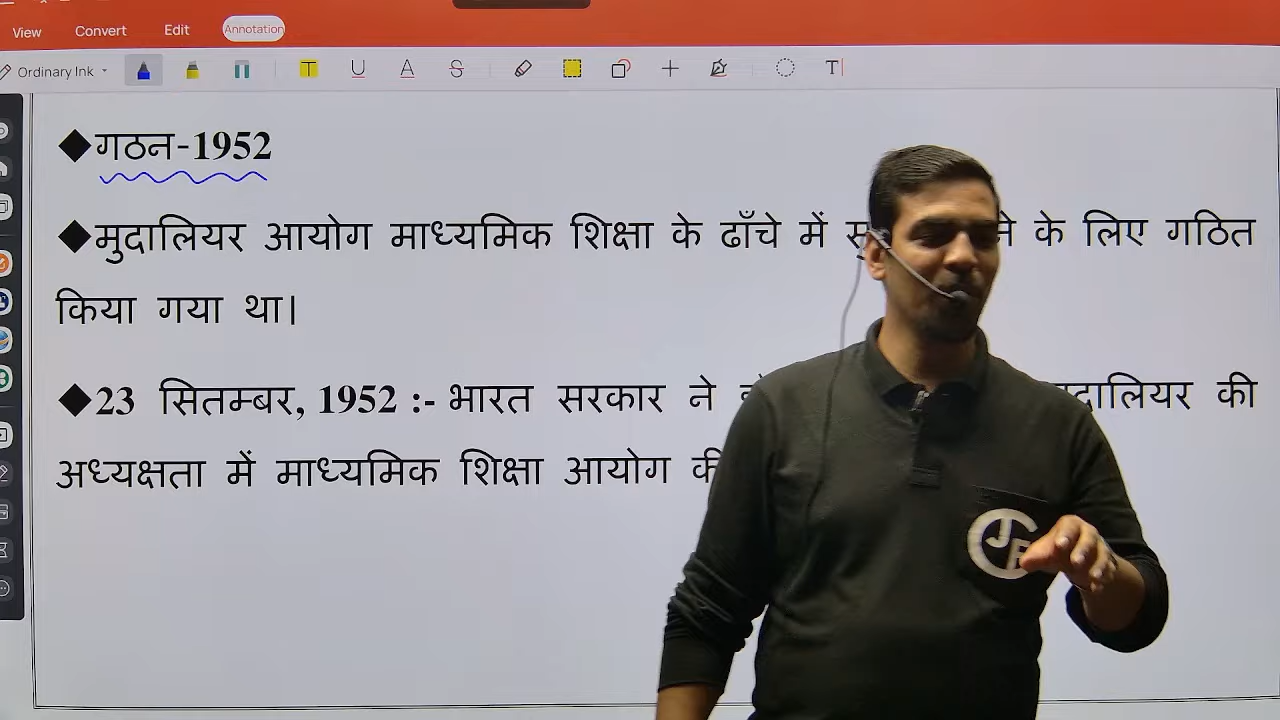 View Convert Edit Annotation
Ordinary Ink T U A S T
◆गठन-1952
◆मुदालियर आयोग माध्यमिक शिक्षा के ढाँचे में के लिए गठित
किया गया था।
◆23 सितम्बर, 1952 :- भारत सरकार ने की
अध्यक्षता में माध्यमिक शिक्षा आयोग